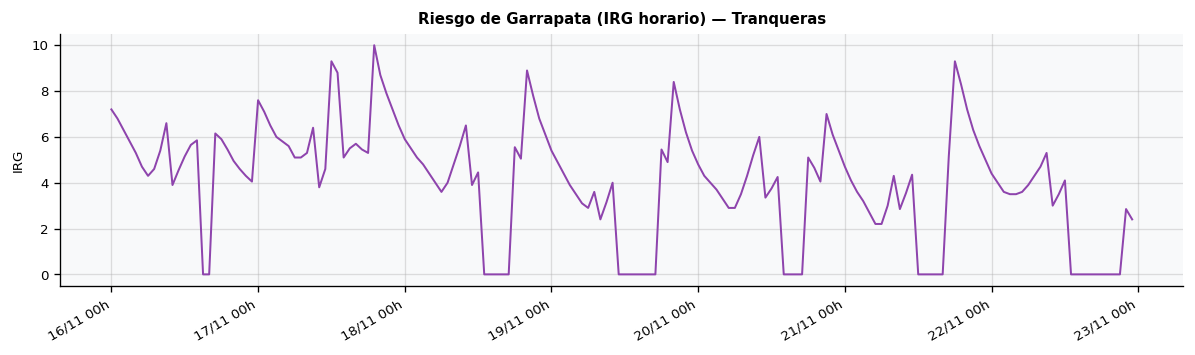 Riesgo de Garrapata (IRG horario) — Tranqueras
IRG
10
8
6
4
2
0
16/11 00h
17/11 00h
18/11 00h
19/11 00h
20/11 00h
21/11 00h
22/11 00h
23/11 00h